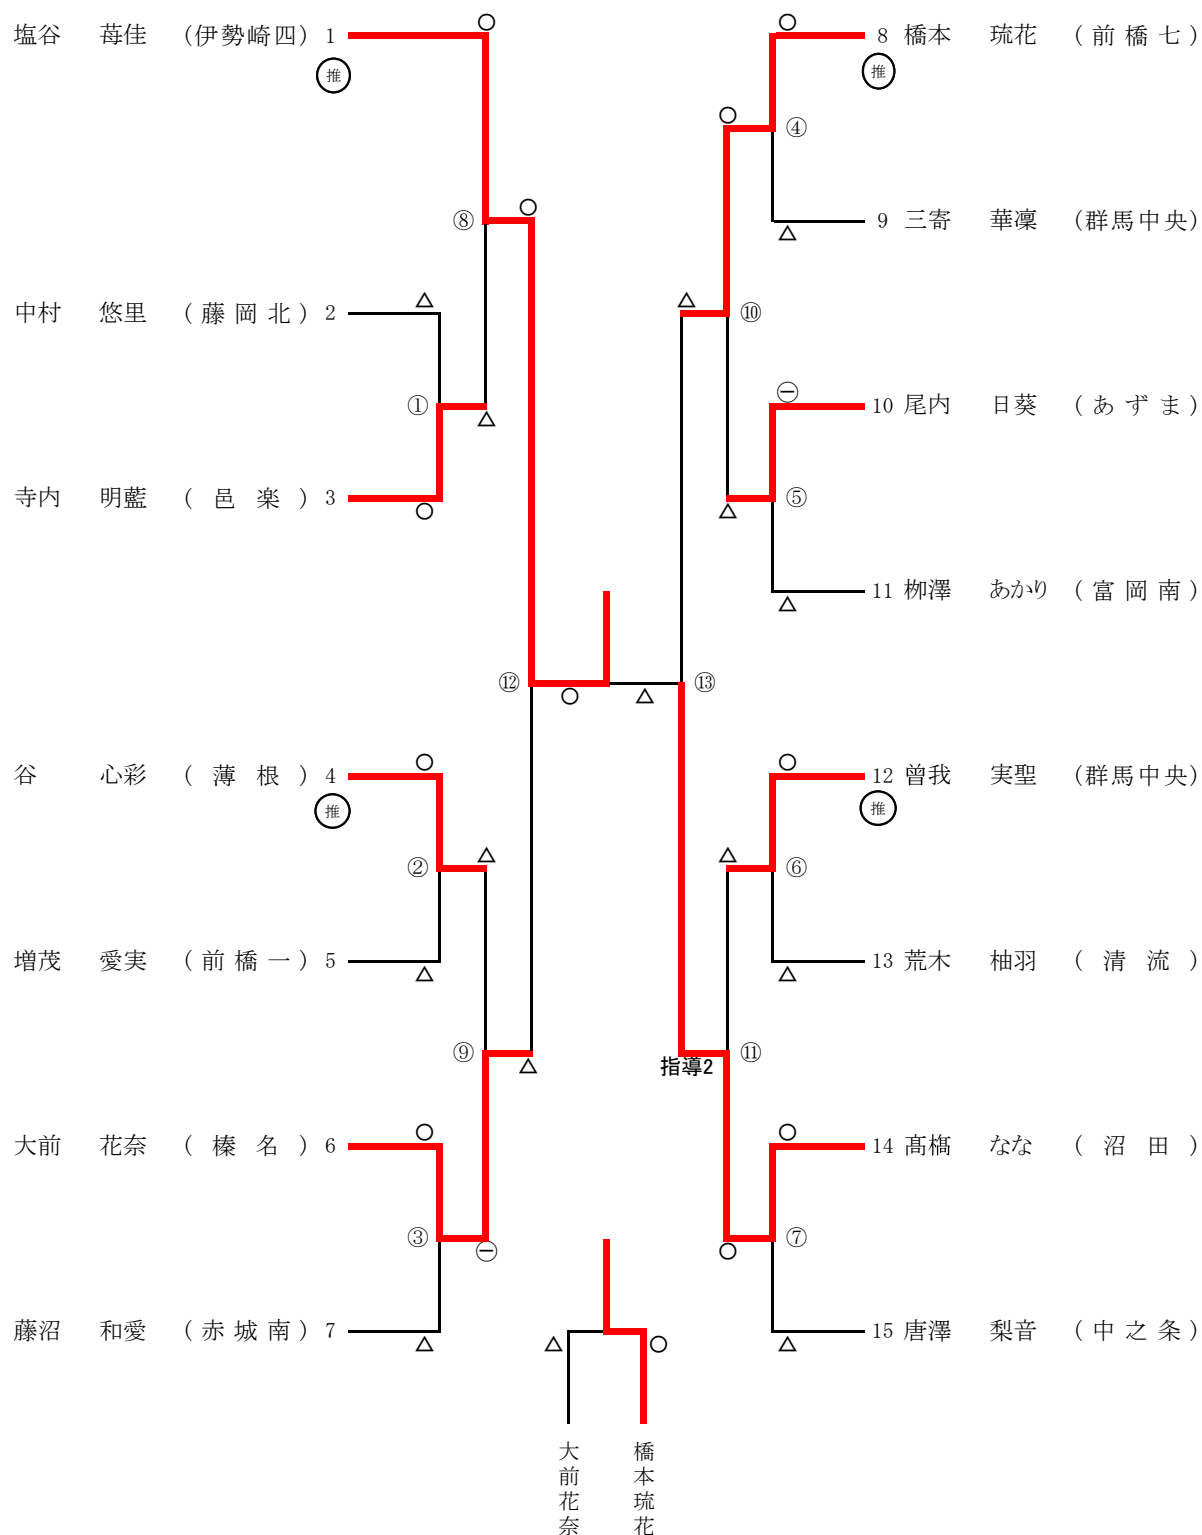 塩谷 苺佳 (伊勢崎四) 1
推
中村 悠里 (藤岡北) 2
寺内 明藍 (邑楽) 3
谷 心彩 (薄根) 4
推
増茂 愛実 (前橋一) 5
大前 花奈 (榛名) 6
藤沼 和愛 (赤城南) 7
8 橋本 琉花 (前橋七)
推
9 三寄 華凜 (群馬中央)
10 尾内 日葵 (あずま)
11 栁澤 あかり (富岡南)
12 曽我 実聖 (群馬中央)
推
13 荒木 柚羽 (清流)
14 髙橋 なな (沼田)
15 唐澤 梨音 (中之条)
①
②
③
④
⑤
⑥
⑦
⑧
⑨
⑩
⑪
⑫
⑬
指導2
大前花奈
橋本琉花